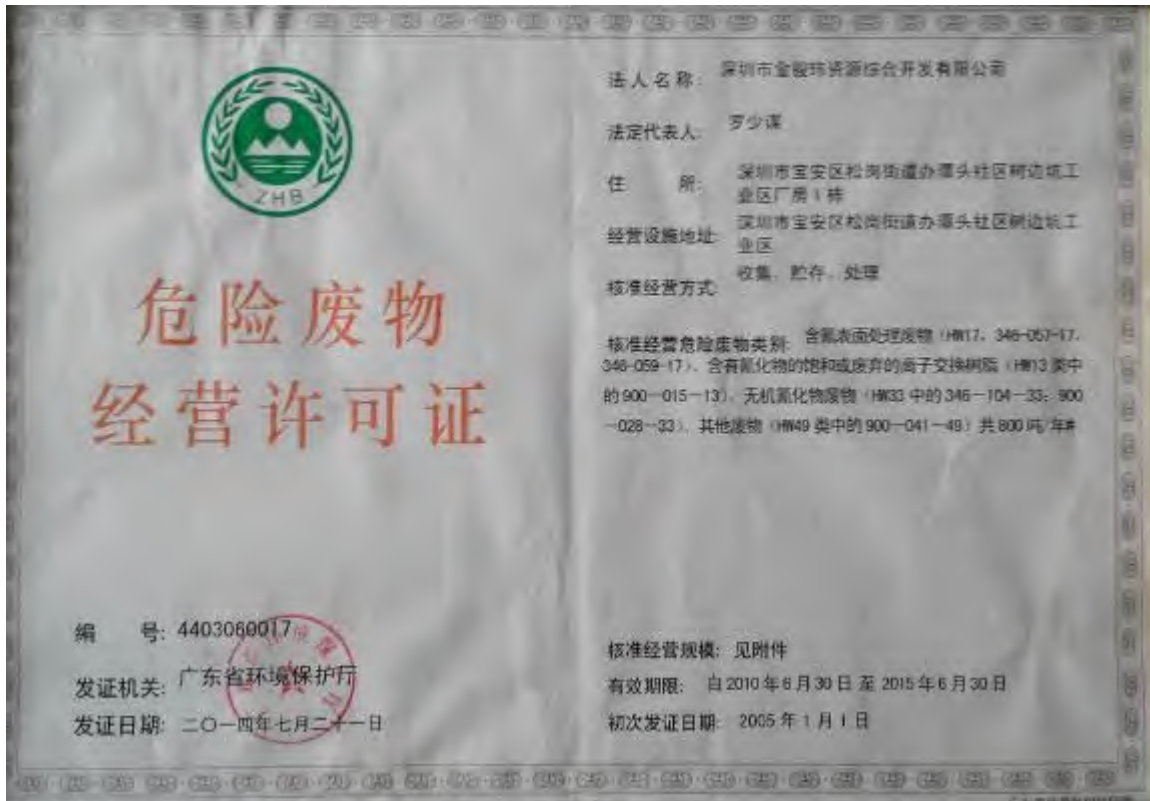 ZHB
危险废物
经营许可证
编 号: 4403060017
发证机关: 广东省环境保护厅
发证日期: 二〇一四年七月二十一日
法人名称: 深圳市金骏玮资源综合开发有限公司
法定代表人: 罗少谋
住 所: 深圳市宝安区松岗街道办潭头社区树边坑工
业区厂房1栋
经营设施地址: 深圳市宝安区松岗街道办潭头社区树边坑工
业区
核准经营方式: 收集、贮存、处理
核准经营危险废物类别: 含氰表面处理废物(HW17,346-057-17,
346-059-17)、含有氰化物的饱和或废弃的离子交换树脂(HW13类中
的900—015—13)、无机氰化物废物(HW33中的346—104—33;900
—028—33)、其他废物(HW49类中的900—041—49)共800吨/年#
核准经营规模: 见附件
有效期限: 自2010年6月30日至2015年6月30日
初次发证日期: 2005年1月1日